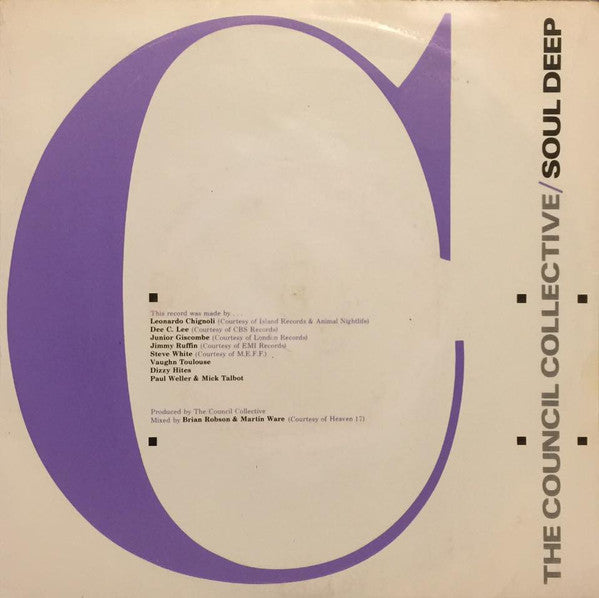 C
THE COUNCIL COLLECTIVE/SOUL DEEP
This record was made by . . .
Leonardo Chignoli (Courtesy of Island Records & Animal Nightlife)
Dee C. Lee (Courtesy of CBS Records)
Junior Giscombe (Courtesy of London Records)
Jimmy Ruffin (Courtesy of EMI Records)
Steve White (Courtesy of M.E.F.F.)
Vaughn Toulouse
Dizzy Hites
Paul Weller & Mick Talbot
Produced by The Council Collective
Mixed by Brian Robson & Martin Ware (Courtesy of Heaven 17)